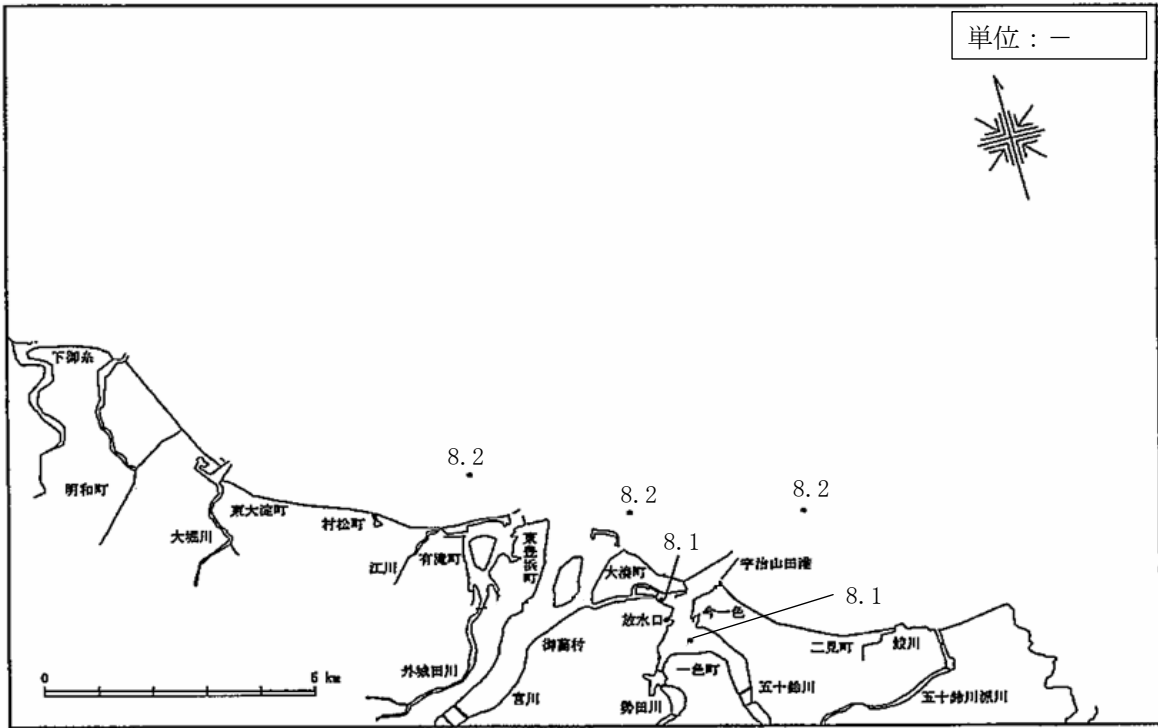 単位：－
下御糸
8.2
明和町
8.2
8.2
東大淀町
大堀川
村松町
江川
有滝町
東豊浜町
大湊町
8.1
宇治山田港
8.1
放水口
今一色
御薗村
二見町
鮫川
外城田川
一色町
宮川
勢田川
五十鈴川
五十鈴川派川
0
5 km